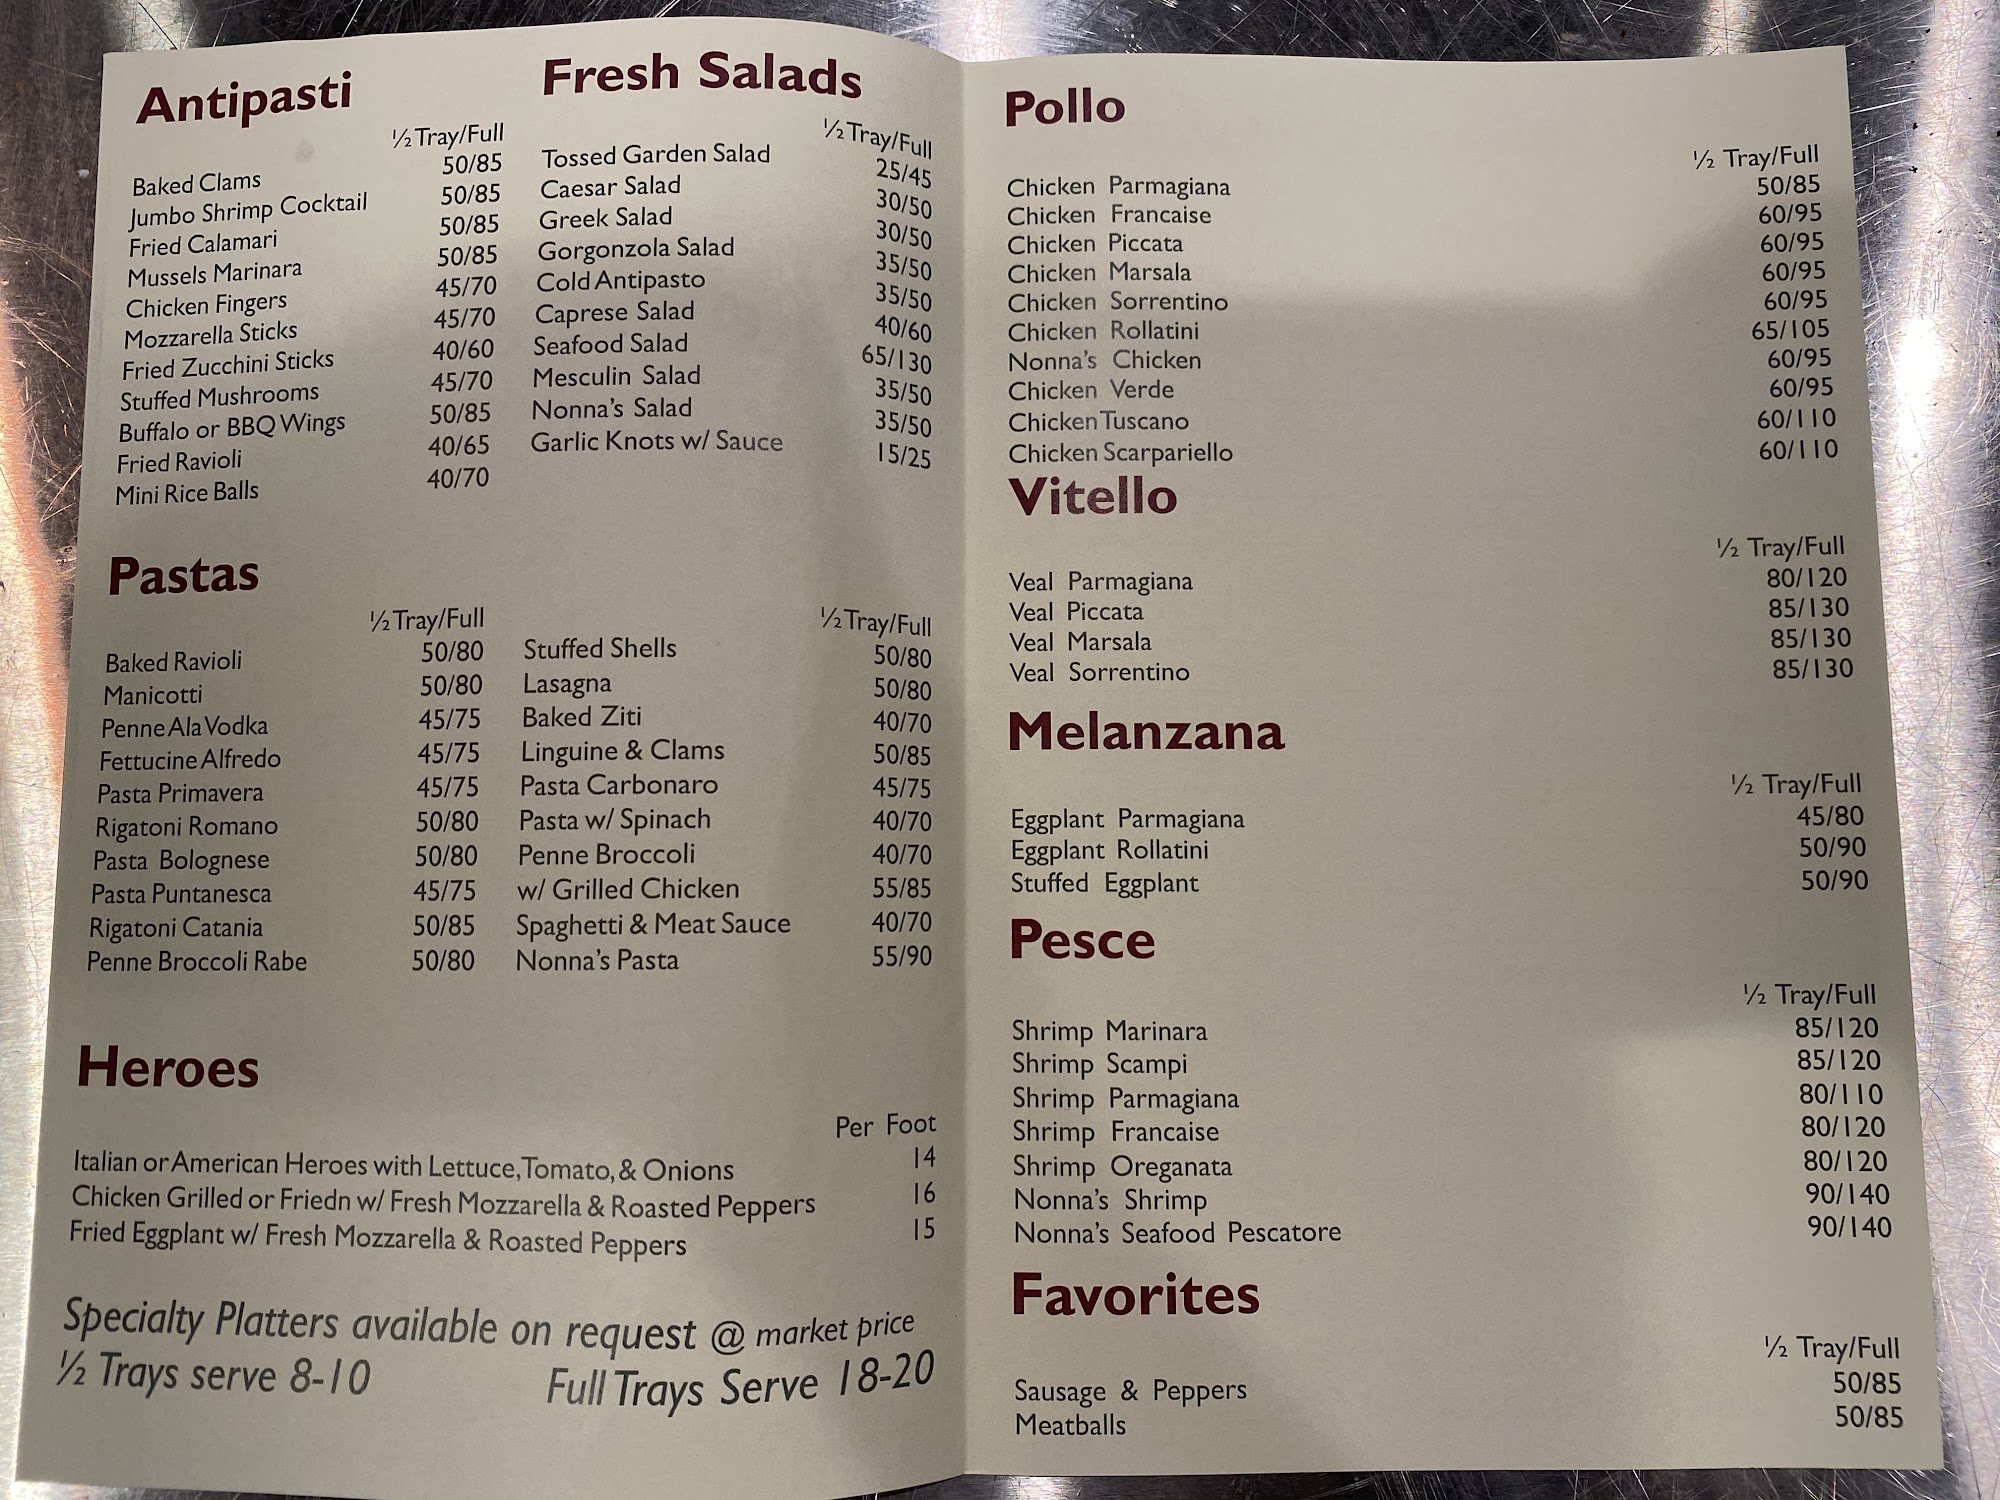 Antipasti
½ Tray/Full
Baked Clams 50/85
Jumbo Shrimp Cocktail 50/85
Fried Calamari 50/85
Mussels Marinara 50/85
Chicken Fingers 45/70
Mozzarella Sticks 45/70
Fried Zucchini Sticks 40/60
Stuffed Mushrooms 45/70
Buffalo or BBQ Wings 50/85
Fried Ravioli 40/65
Mini Rice Balls 40/70
Fresh Salads
½ Tray/Full
Tossed Garden Salad 25/45
Caesar Salad 30/50
Greek Salad 30/50
Gorgonzola Salad 35/50
Cold Antipasto 35/50
Caprese Salad 40/60
Seafood Salad 65/130
Mesculin Salad 35/50
Nonna's Salad 35/50
Garlic Knots w/ Sauce 15/25
Pastas
½ Tray/Full
Baked Ravioli 50/80
Manicotti 50/80
Penne Ala Vodka 45/75
Fettucine Alfredo 45/75
Pasta Primavera 45/75
Rigatoni Romano 50/80
Pasta Bolognese 50/80
Pasta Puntanesca 45/75
Rigatoni Catania 50/85
Penne Broccoli Rabe 50/80
½ Tray/Full
Stuffed Shells 50/80
Lasagna 50/80
Baked Ziti 40/70
Linguine & Clams 50/85
Pasta Carbonaro 45/75
Pasta w/ Spinach 40/70
Penne Broccoli 40/70
w/ Grilled Chicken 55/85
Spaghetti & Meat Sauce 40/70
Nonna's Pasta 55/90
Heroes
Per Foot
Italian or American Heroes with Lettuce, Tomato, & Onions 14
Chicken Grilled or Friedn w/ Fresh Mozzarella & Roasted Peppers 16
Fried Eggplant w/ Fresh Mozzarella & Roasted Peppers 15
Specialty Platters available on request @ market price
½ Trays serve 8-10 Full Trays Serve 18-20
Pollo
½ Tray/Full
Chicken Parmagiana 50/85
Chicken Francaise 60/95
Chicken Piccata 60/95
Chicken Marsala 60/95
Chicken Sorrentino 60/95
Chicken Rollatini 65/105
Nonna's Chicken 60/95
Chicken Verde 60/95
Chicken Tuscano 60/110
Chicken Scarpariello 60/110
Vitello
½ Tray/Full
Veal Parmagiana 80/120
Veal Piccata 85/130
Veal Marsala 85/130
Veal Sorrentino 85/130
Melanzana
½ Tray/Full
Eggplant Parmagiana 45/80
Eggplant Rollatini 50/90
Stuffed Eggplant 50/90
Pesce
½ Tray/Full
Shrimp Marinara 85/120
Shrimp Scampi 85/120
Shrimp Parmagiana 80/110
Shrimp Francaise 80/120
Shrimp Oreganata 80/120
Nonna's Shrimp 90/140
Nonna's Seafood Pescatore 90/140
Favorites
½ Tray/Full
Sausage & Peppers 50/85
Meatballs 50/85